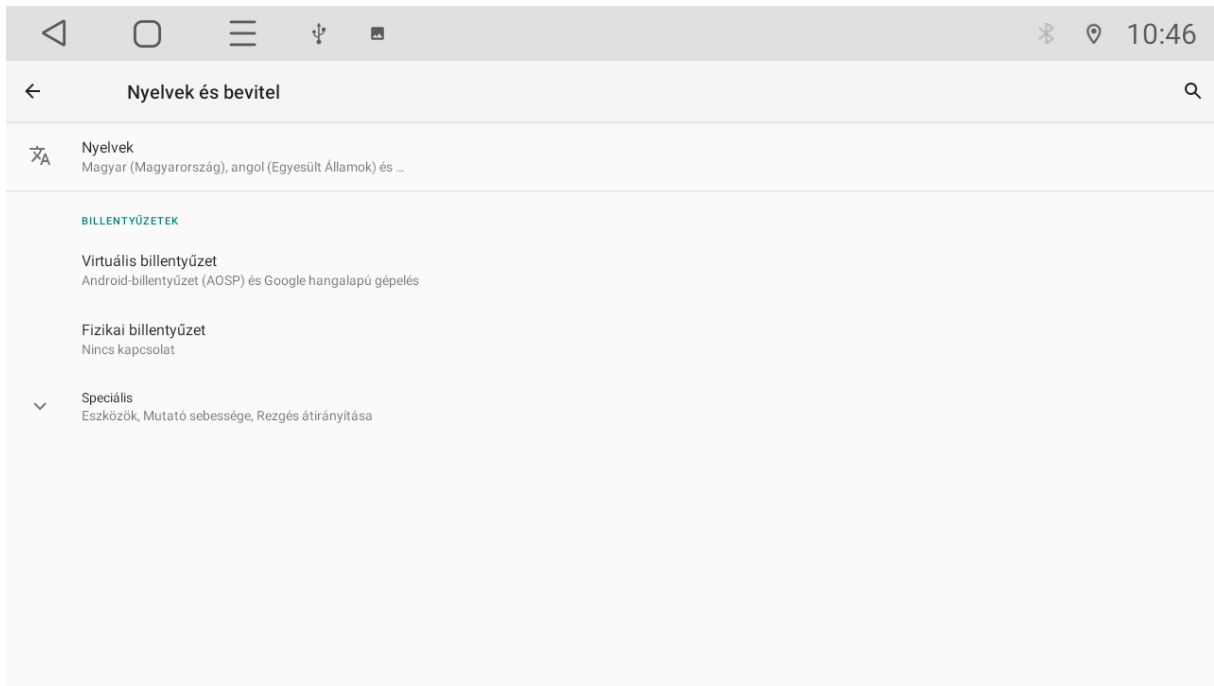 10:46
Nyelvek és bevitel
Nyelvek
Magyar (Magyarország), angol (Egyesült Államok) és ...
BILLENTYŰZETEK
Virtuális billentyűzet
Android-billentyűzet (AOSP) és Google hangalapú gépelés
Fizikai billentyűzet
Nincs kapcsolat
Speciális
Eszközök, Mutató sebessége, Rezgés átirányítása